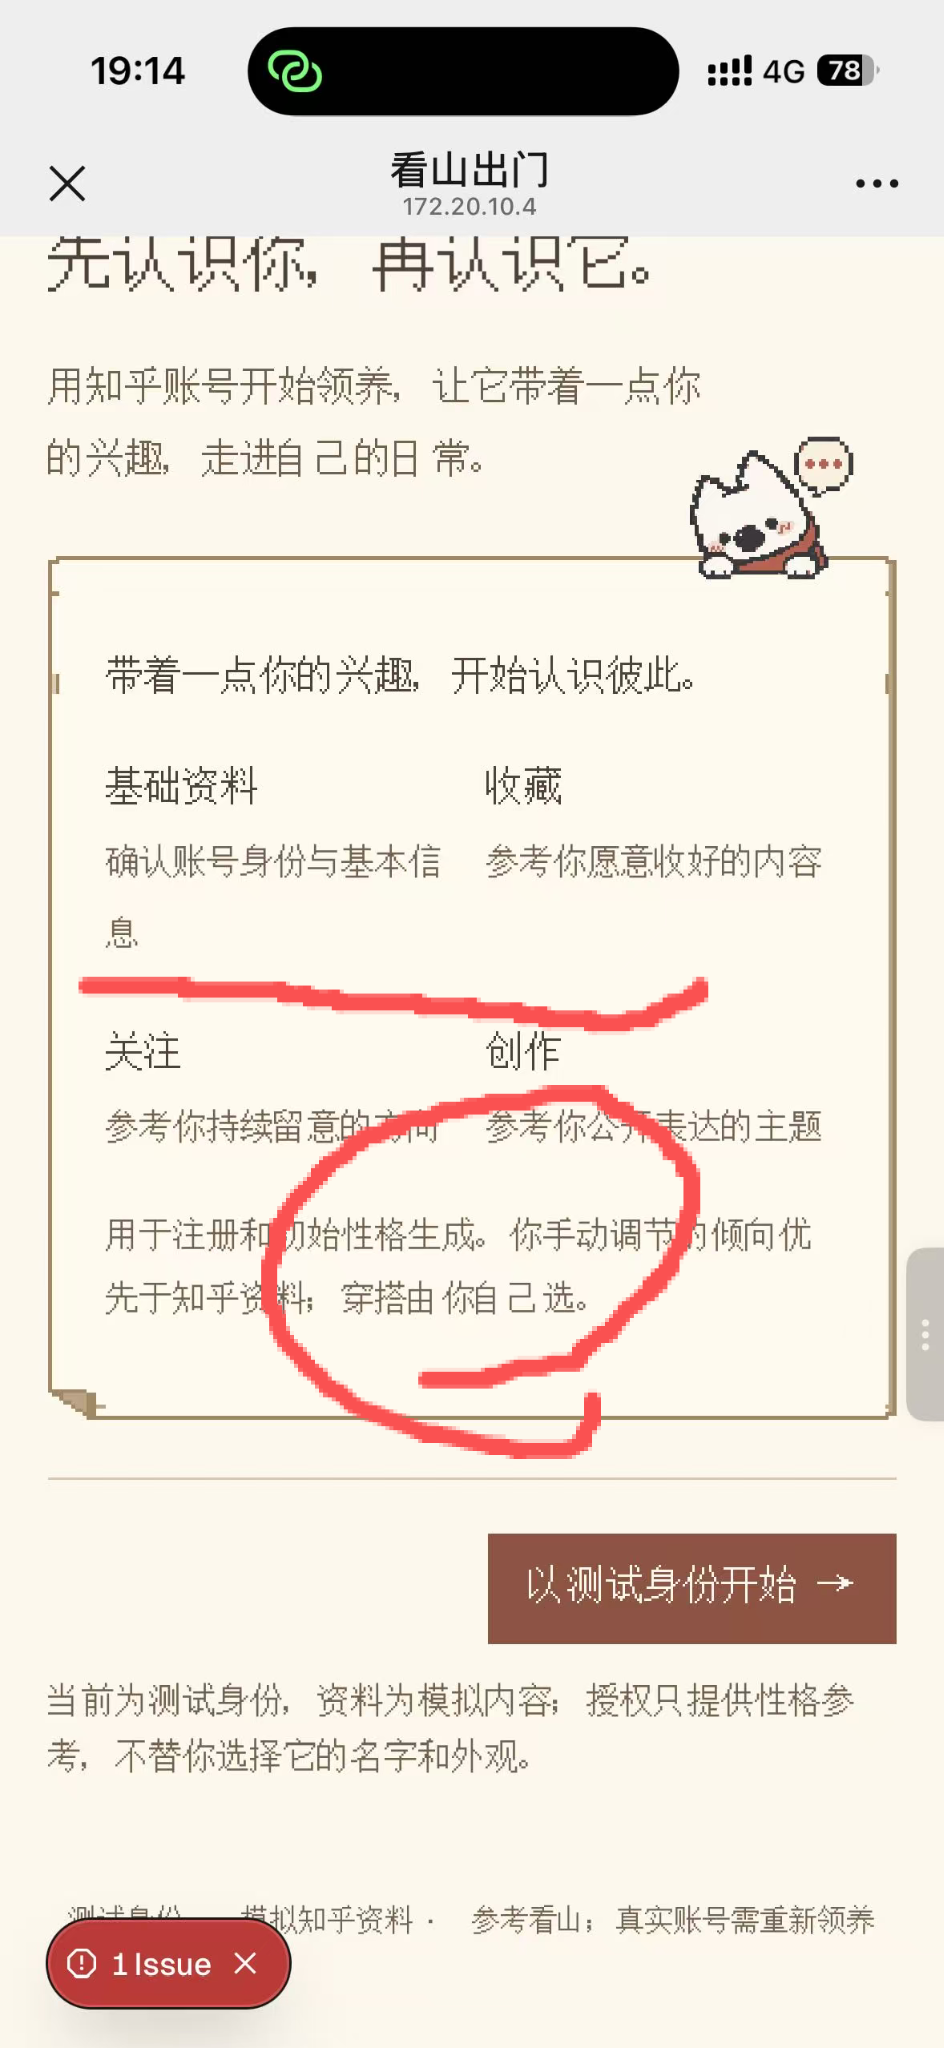 19:14
4G 78
看山出门
172.20.10.4
先认识你，再认识它。
用知乎账号开始领养，让它带着一点你
的兴趣，走进自己的日常。
带着一点你的兴趣，开始认识彼此。
基础资料 收藏
确认账号身份与基本信 参考你愿意收好的内容
息
关注 创作
参考你持续留意的方向 参考你公开表达的主题
用于注册和初始性格生成。你手动调节的倾向优
先于知乎资料；穿搭由你自己选。
以测试身份开始 →
当前为测试身份，资料为模拟内容；授权只提供性格参
考，不替你选择它的名字和外观。
测试身份 模拟知乎资料 · 参考看山；真实账号需重新领养
1 Issue